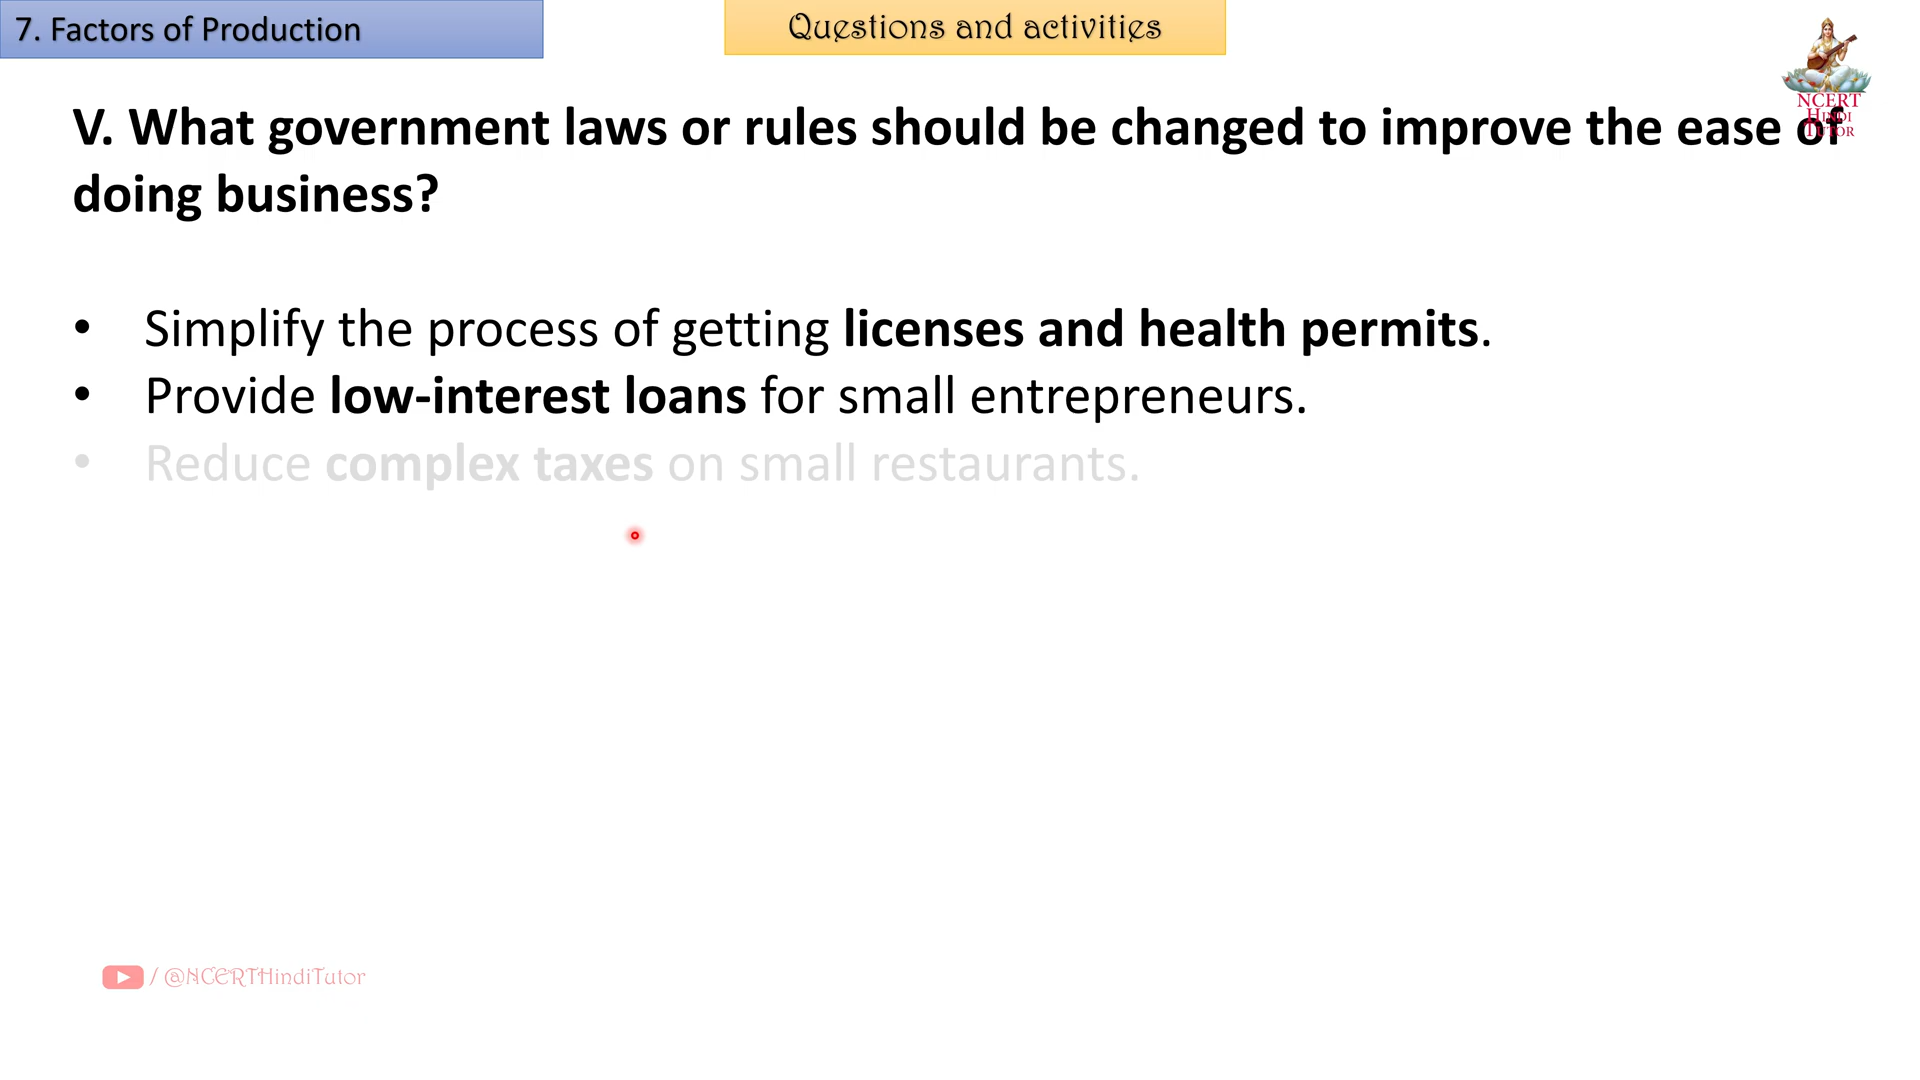 7. Factors of Production
Questions and activities
NCERT
HINDI
TUTOR
V. What government laws or rules should be changed to improve the ease of
doing business?
• Simplify the process of getting licenses and health permits.
• Provide low-interest loans for small entrepreneurs.
• Reduce complex taxes on small restaurants.
/ @NCERTHindiTutor